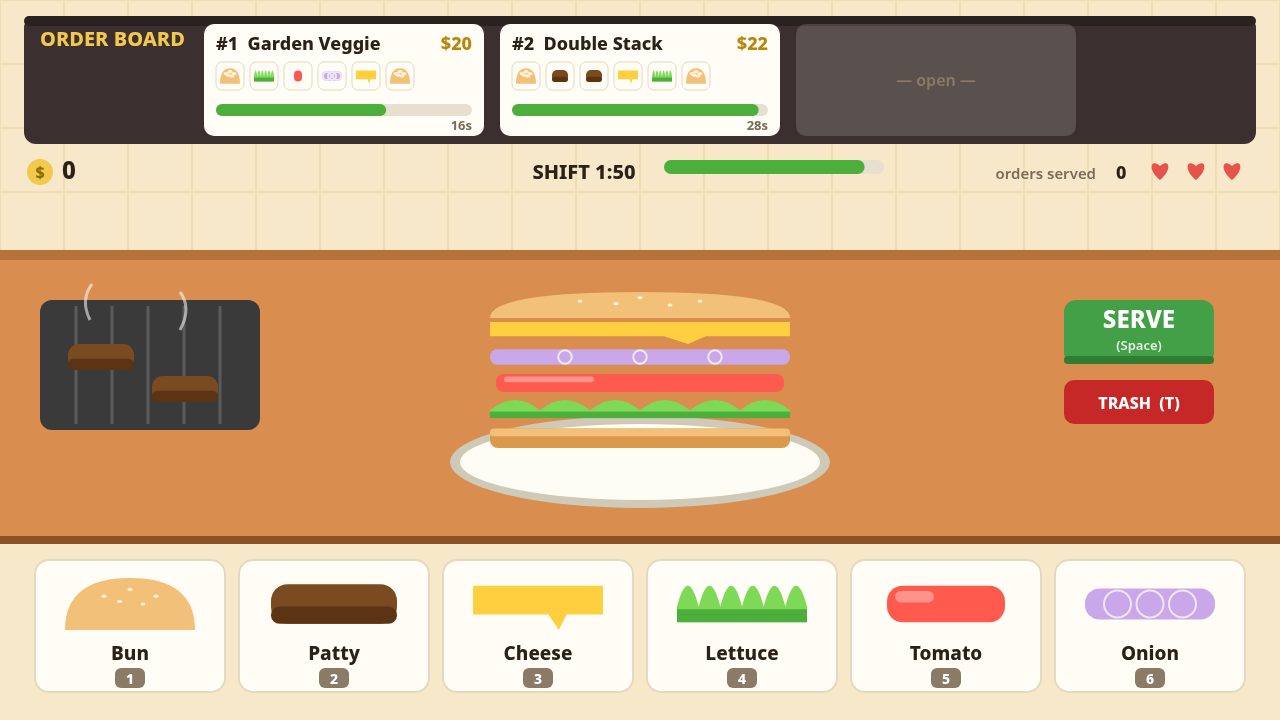 ORDER BOARD
#1 Garden Veggie $20
16s
#2 Double Stack $22
28s
— open —
$ 0
SHIFT 1:50
orders served 0
SERVE
(Space)
TRASH (T)
Bun
1
Patty
2
Cheese
3
Lettuce
4
Tomato
5
Onion
6